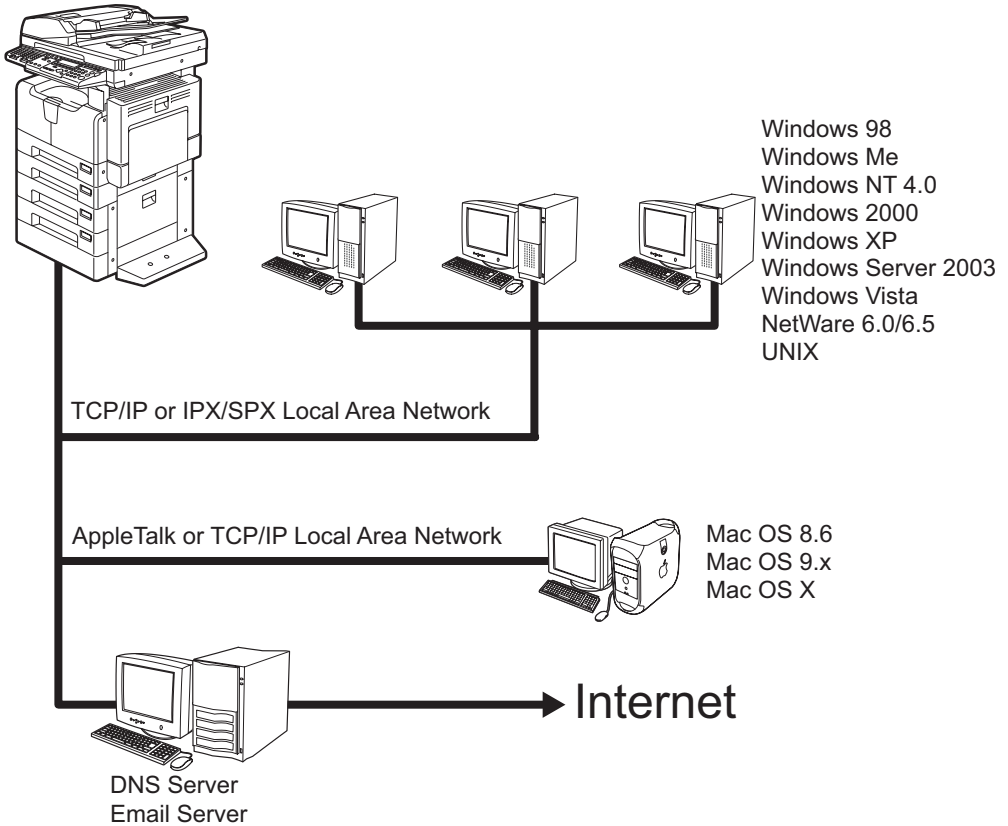 Windows 98
Windows Me
Windows NT 4.0
Windows 2000
Windows XP
Windows Server 2003
Windows Vista
NetWare 6.0/6.5
UNIX
TCP/IP or IPX/SPX Local Area Network
AppleTalk or TCP/IP Local Area Network
Mac OS 8.6
Mac OS 9.x
Mac OS X
Internet
DNS Server
Email Server